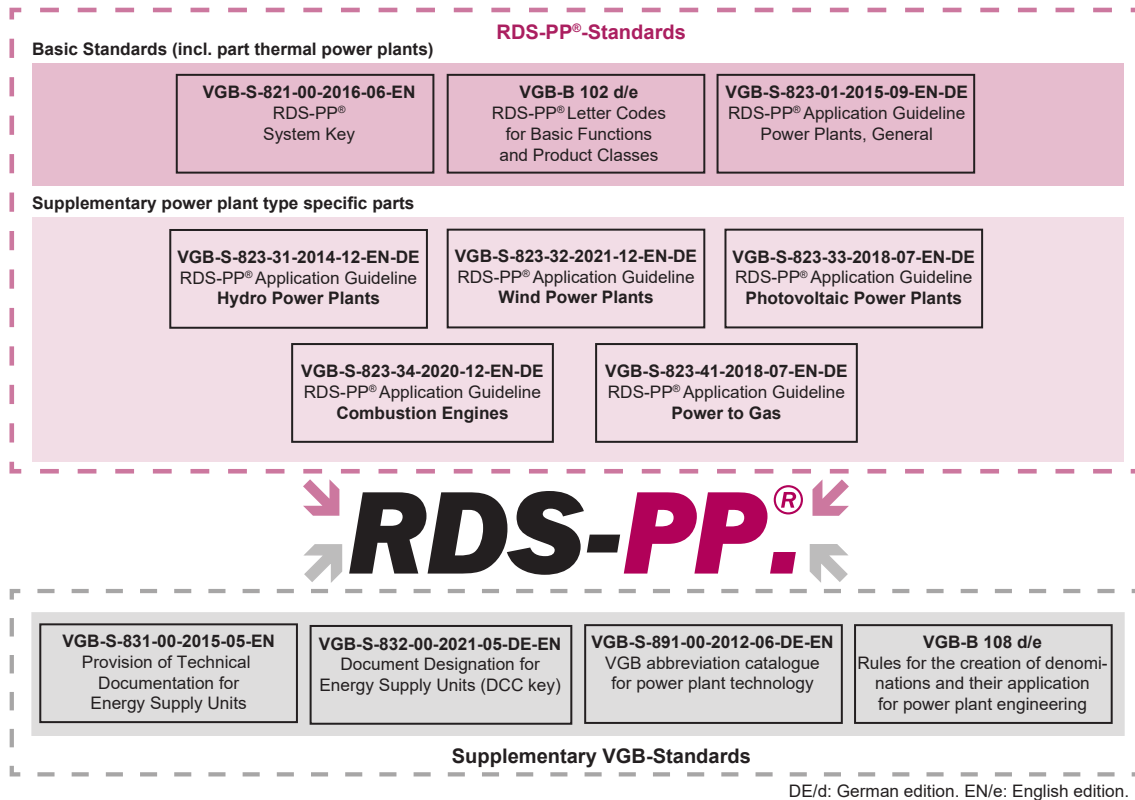 RDS-PP®-Standards
Basic Standards (incl. part thermal power plants)
VGB-S-821-00-2016-06-EN
RDS-PP®
System Key
VGB-B 102 d/e
RDS-PP® Letter Codes
for Basic Functions
and Product Classes
VGB-S-823-01-2015-09-EN-DE
RDS-PP® Application Guideline
Power Plants, General
Supplementary power plant type specific parts
VGB-S-823-31-2014-12-EN-DE
RDS-PP® Application Guideline
Hydro Power Plants
VGB-S-823-32-2021-12-EN-DE
RDS-PP® Application Guideline
Wind Power Plants
VGB-S-823-33-2018-07-EN-DE
RDS-PP® Application Guideline
Photovoltaic Power Plants
VGB-S-823-34-2020-12-EN-DE
RDS-PP® Application Guideline
Combustion Engines
VGB-S-823-41-2018-07-EN-DE
RDS-PP® Application Guideline
Power to Gas
RDS-PP.®
VGB-S-831-00-2015-05-EN
Provision of Technical
Documentation for
Energy Supply Units
VGB-S-832-00-2021-05-DE-EN
Document Designation for
Energy Supply Units (DCC key)
VGB-S-891-00-2012-06-DE-EN
VGB abbreviation catalogue
for power plant technology
VGB-B 108 d/e
Rules for the creation of denomi-
nations and their application
for power plant engineering
Supplementary VGB-Standards
DE/d: German edition. EN/e: English edition.